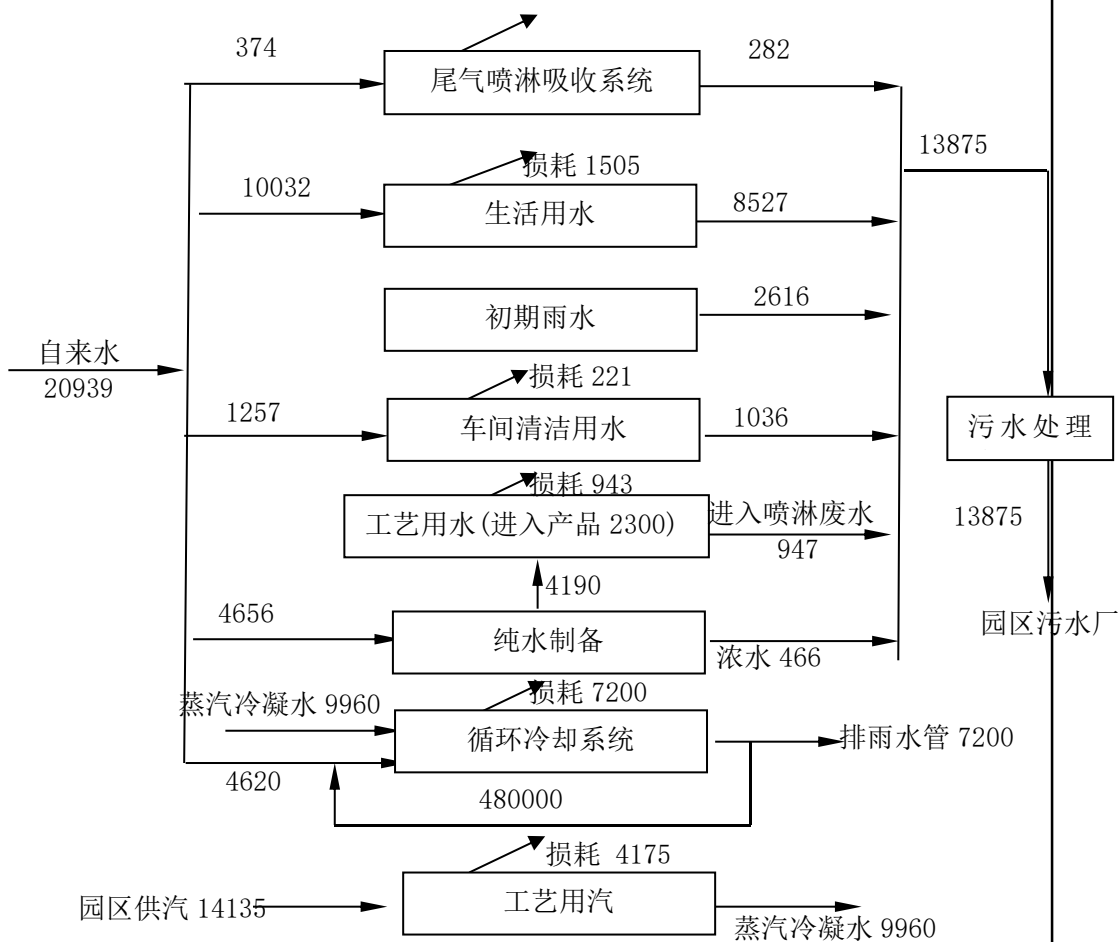 374
尾气喷淋吸收系统
282
13875
损耗 1505
10032
生活用水
8527
初期雨水
2616
自来水
20939
损耗 221
1257
车间清洁用水
1036
污水处理
损耗 943
工艺用水(进入产品 2300)
进入喷淋废水
947
13875
4190
4656
纯水制备
浓水 466
园区污水厂
损耗 7200
蒸汽冷凝水 9960
循环冷却系统
排雨水管 7200
4620
480000
损耗 4175
园区供汽 14135
工艺用汽
蒸汽冷凝水 9960